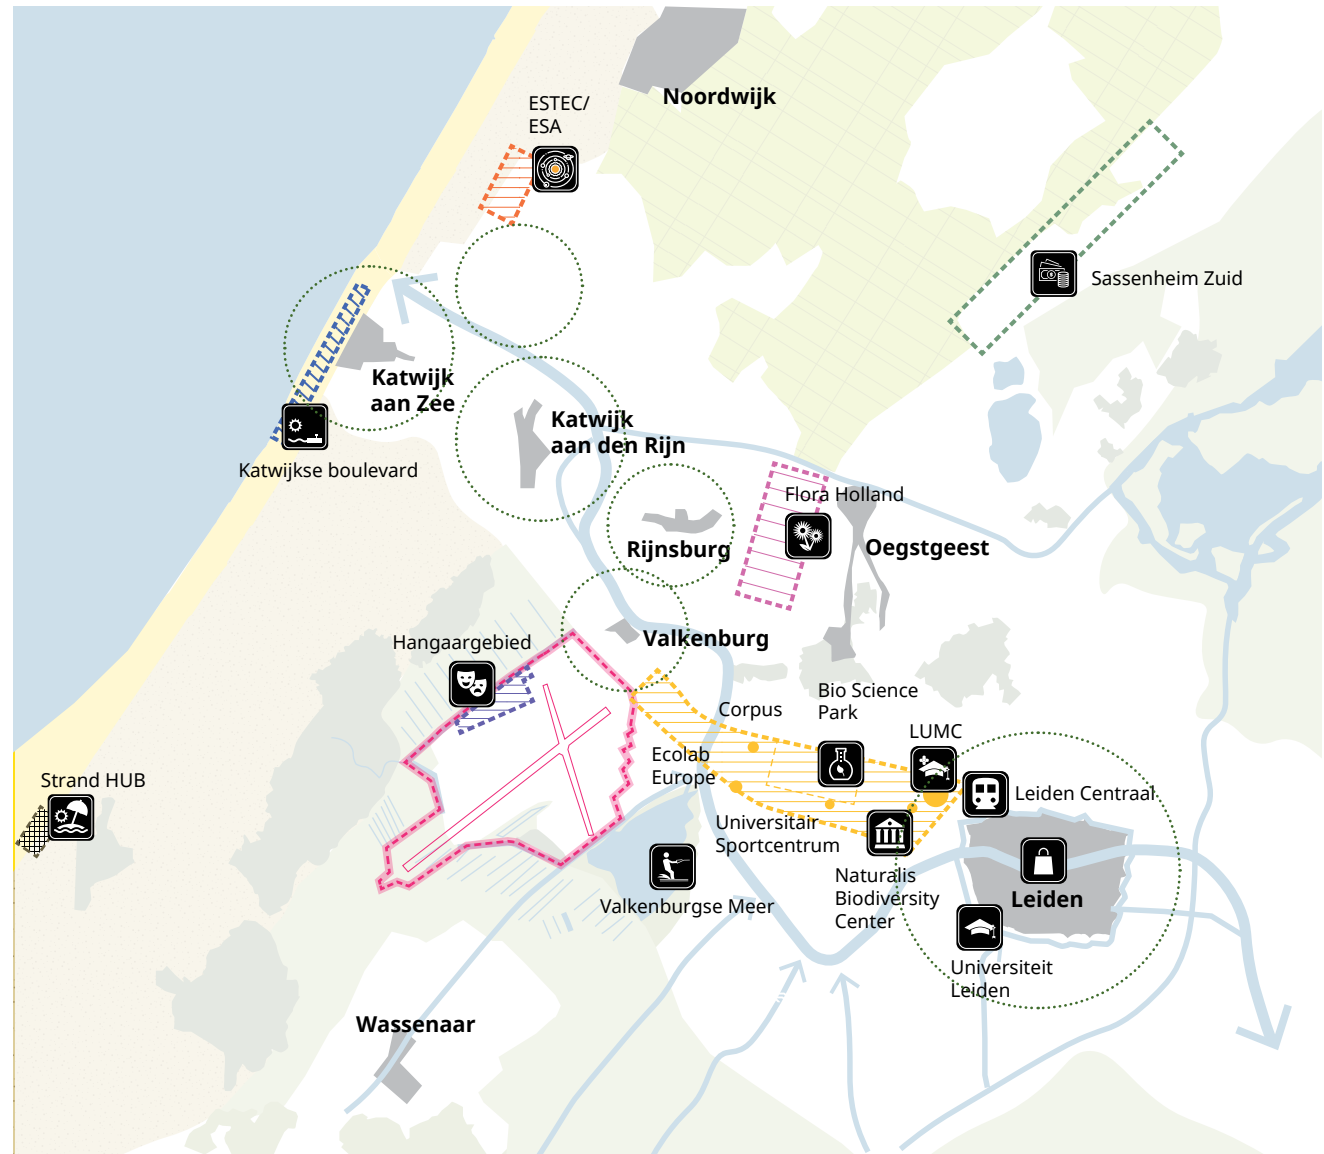 Noordwijk
ESTEC/
ESA
Sassenheim Zuid
Katwijk
aan Zee
Katwijk
aan den Rijn
Katwijkse boulevard
Flora Holland
Rijnsburg
Oegstgeest
Hangaargebied
Valkenburg
Bio Science
Park
Corpus
LUMC
Ecolab
Europe
Strand HUB
Leiden Centraal
Universitair
Sportcentrum
Naturalis
Biodiversity
Center
Leiden
Valkenburgse Meer
Universiteit
Leiden
Wassenaar